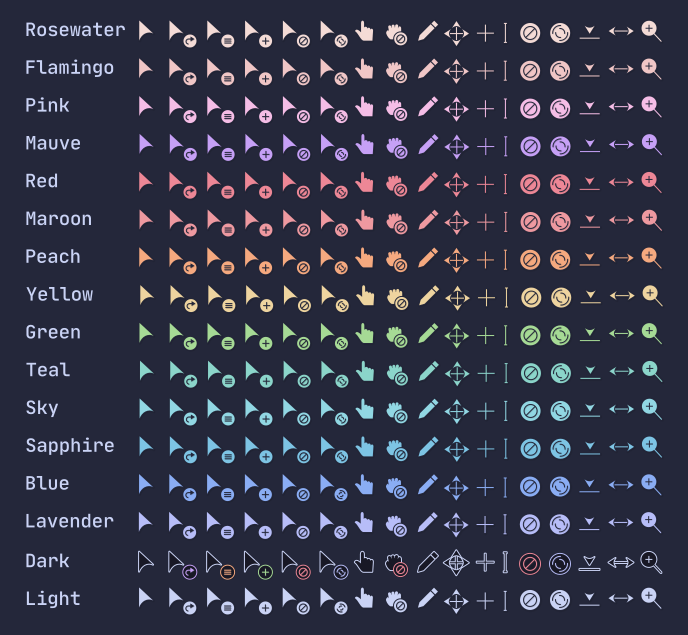 Rosewater
Flamingo
Pink
Mauve
Red
Maroon
Peach
Yellow
Green
Teal
Sky
Sapphire
Blue
Lavender
Dark
Light